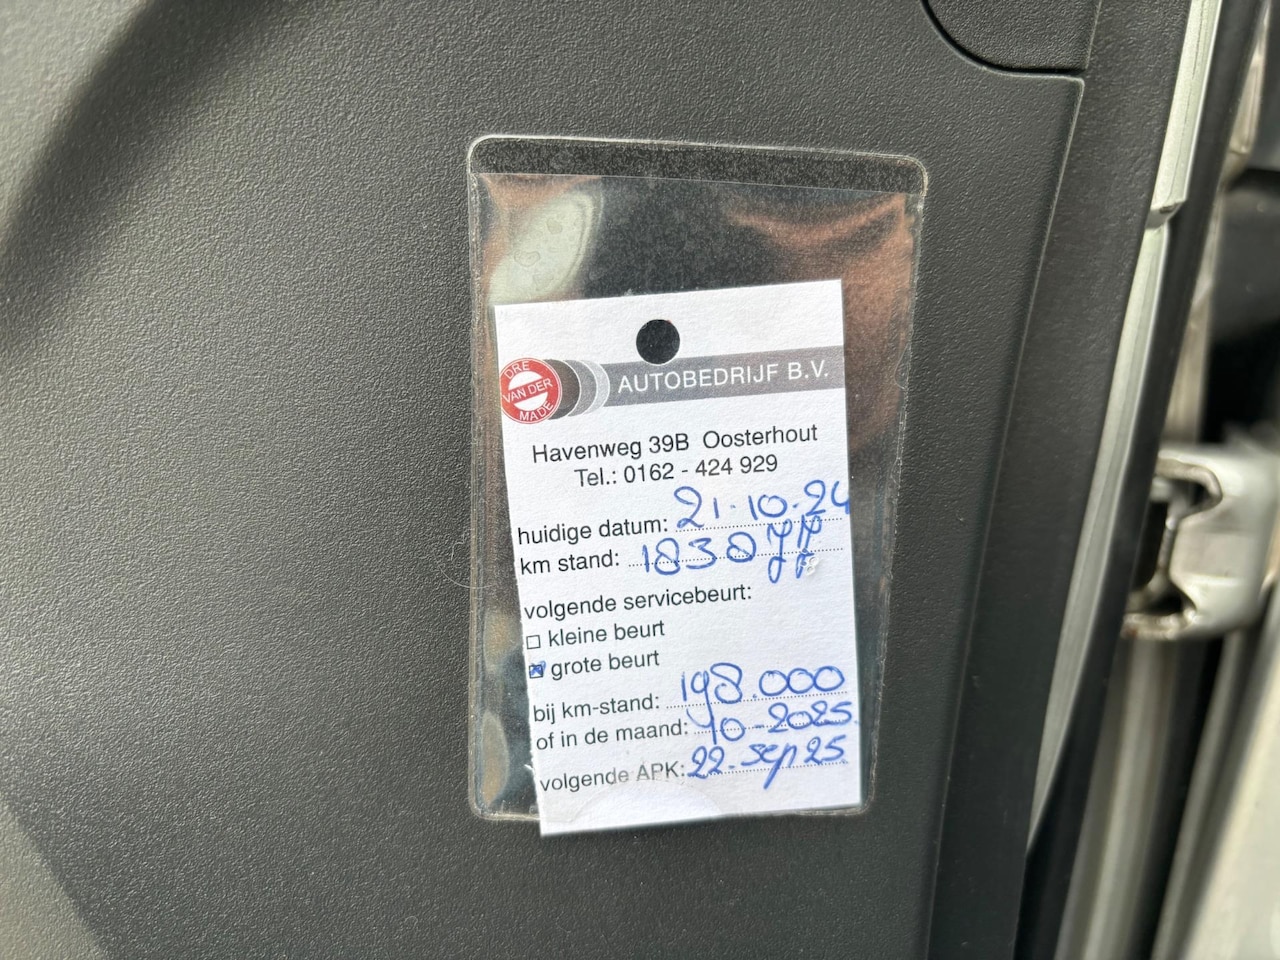 DRE
VAN DER
MADE
AUTOBEDRIJF B.V.
Havenweg 39B Oosterhout
Tel.: 0162 - 424 929
huidige datum: 21-10-24
km stand:
volgende servicebeurt:
kleine beurt
grote beurt
bij km-stand: 198.000
of in de maand: 10-2025
volgende APK: 22-sep 25